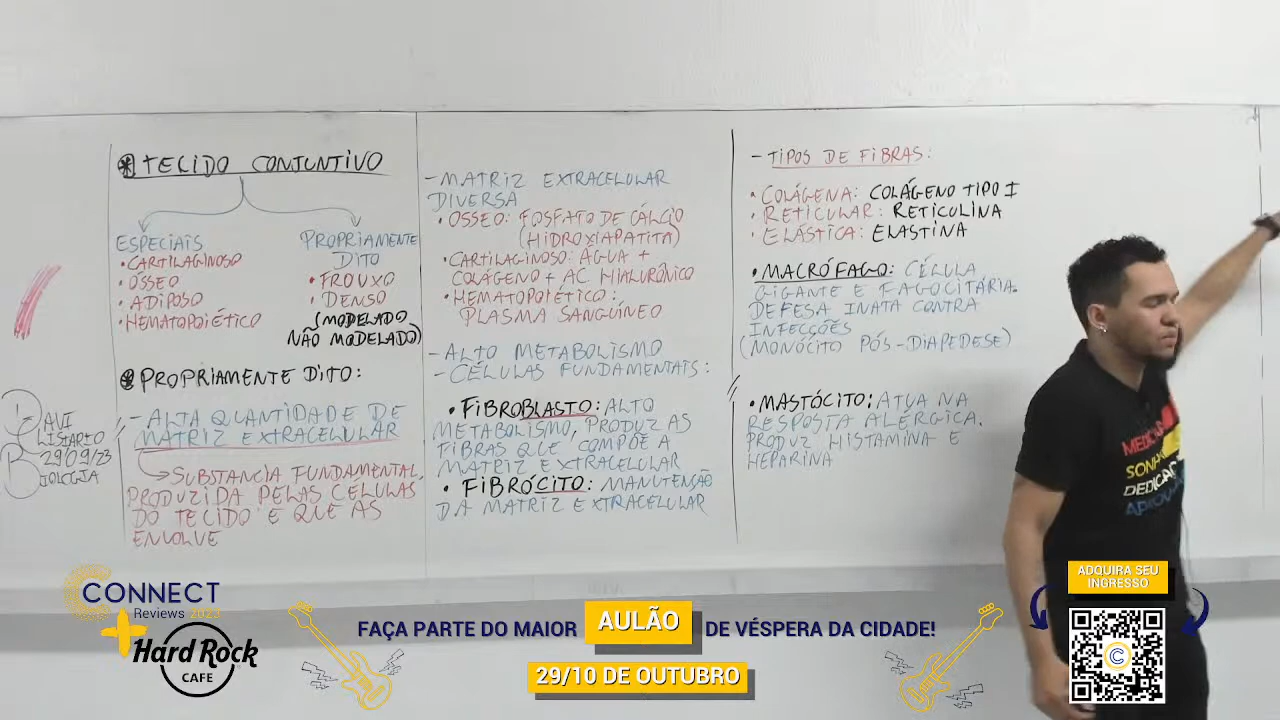 * TECIDO CONJUNTIVO
ESPECIAIS
• CARTILAGINOSO
• ÓSSEO
• ADIPOSO
• HEMATOPOIÉTICO
PROPRIAMENTE
DITO
• FROUXO
• DENSO
(MODELADO
NÃO MODELADO)
* PROPRIAMENTE DITO:
- ALTA QUANTIDADE DE
MATRIZ EXTRACELULAR
→ SUBSTANCIA FUNDAMENTAL
PRODUZIDA PELAS CÉLULAS
DO TECIDO E QUE AS
ENVOLVE
DAVI
LISTARTO
29/09/23
BIOLOGIA
- MATRIZ EXTRACELULAR
DIVERSA
• ÓSSEO: FOSFATO DE CÁLCIO
(HIDROXIAPATITA)
• CARTILAGINOSO: ÁGUA +
COLÁGENO + AC. HIALURÔNICO
• HEMATOPOIÉTICO:
PLASMA SANGUÍNEO
- ALTO METABOLISMO
- CÉLULAS FUNDAMENTAIS:
• FIBROBLASTO: ALTO
METABOLISMO, PRODUZ AS
FIBRAS QUE COMPÕE A
MATRIZ EXTRACELULAR
• FIBRÓCITO: MANUTENÇÃO
DA MATRIZ EXTRACELULAR
- TIPOS DE FIBRAS:
• COLÁGENA: COLÁGENO TIPO I
• RETICULAR: RETICULINA
• ELÁSTICA: ELASTINA
• MACRÓFAGO: CÉLULA
GIGANTE E FAGOCITÁRIA.
DEFESA INATA CONTRA
INFECÇÕES
(MONÓCITO PÓS-DIAPEDESE)
• MASTÓCITO: ATUA NA
RESPOSTA ALÉRGICA.
PRODUZ HISTAMINA E
HEPARINA
SONH
DEDICA
CONNECT
Reviews 2023
+ Hard Rock
CAFE
FAÇA PARTE DO MAIOR AULÃO DE VÉSPERA DA CIDADE!
29/10 DE OUTUBRO
ADQUIRA SEU
INGRESSO